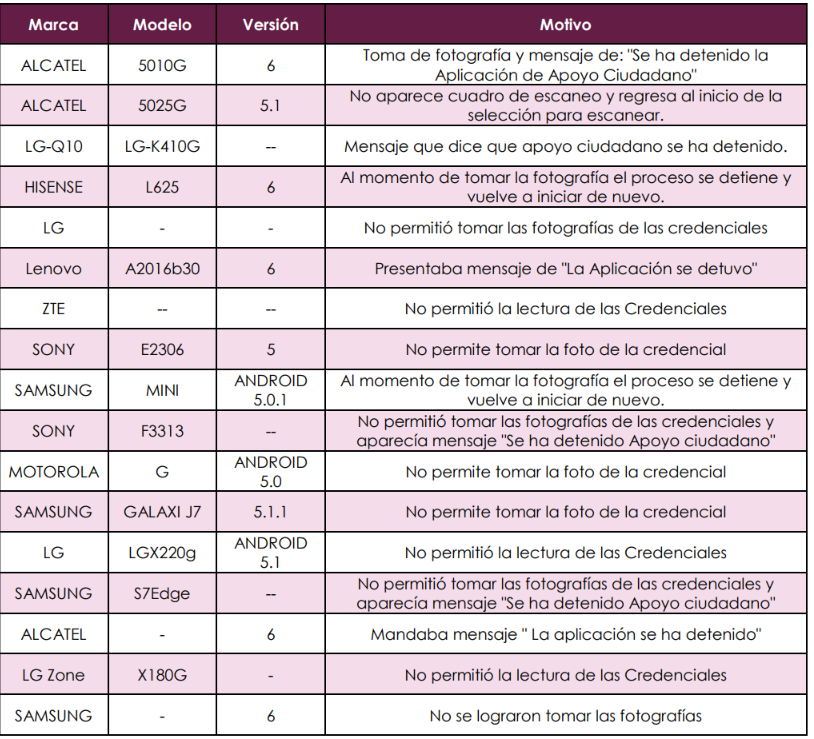 Marca Modelo Versión Motivo
ALCATEL 5010G 6 Toma de fotografía y mensaje de: "Se ha detenido la
Aplicación de Apoyo Ciudadano"
ALCATEL 5025G 5.1 No aparece cuadro de escaneo y regresa al inicio de la
selección para escanear.
LG-Q10 LG-K410G -- Mensaje que dice que apoyo ciudadano se ha detenido.
HISENSE L625 6 Al momento de tomar la fotografía el proceso se detiene y
vuelve a iniciar de nuevo.
LG - - No permitió tomar las fotografías de las credenciales
Lenovo A2016b30 6 Presentaba mensaje de "La Aplicación se detuvo"
ZTE -- -- No permitió la lectura de las Credenciales
SONY E2306 5 No permite tomar la foto de la credencial
SAMSUNG MINI ANDROID 5.0.1 Al momento de tomar la fotografía el proceso se detiene y
vuelve a iniciar de nuevo.
SONY F3313 -- No permitió tomar las fotografías de las credenciales y
aparecía mensaje "Se ha detenido Apoyo ciudadano"
MOTOROLA G ANDROID 5.0 No permite tomar la foto de la credencial
SAMSUNG GALAXI J7 5.1.1 No permite tomar la foto de la credencial
LG LGX220g ANDROID 5.1 No permitió la lectura de las Credenciales
SAMSUNG S7Edge -- No permitió tomar las fotografías de las credenciales y
aparecía mensaje "Se ha detenido Apoyo ciudadano"
ALCATEL - 6 Mandaba mensaje " La aplicación se ha detenido"
LG Zone X180G - No permitió la lectura de las Credenciales
SAMSUNG - 6 No se lograron tomar las fotografías